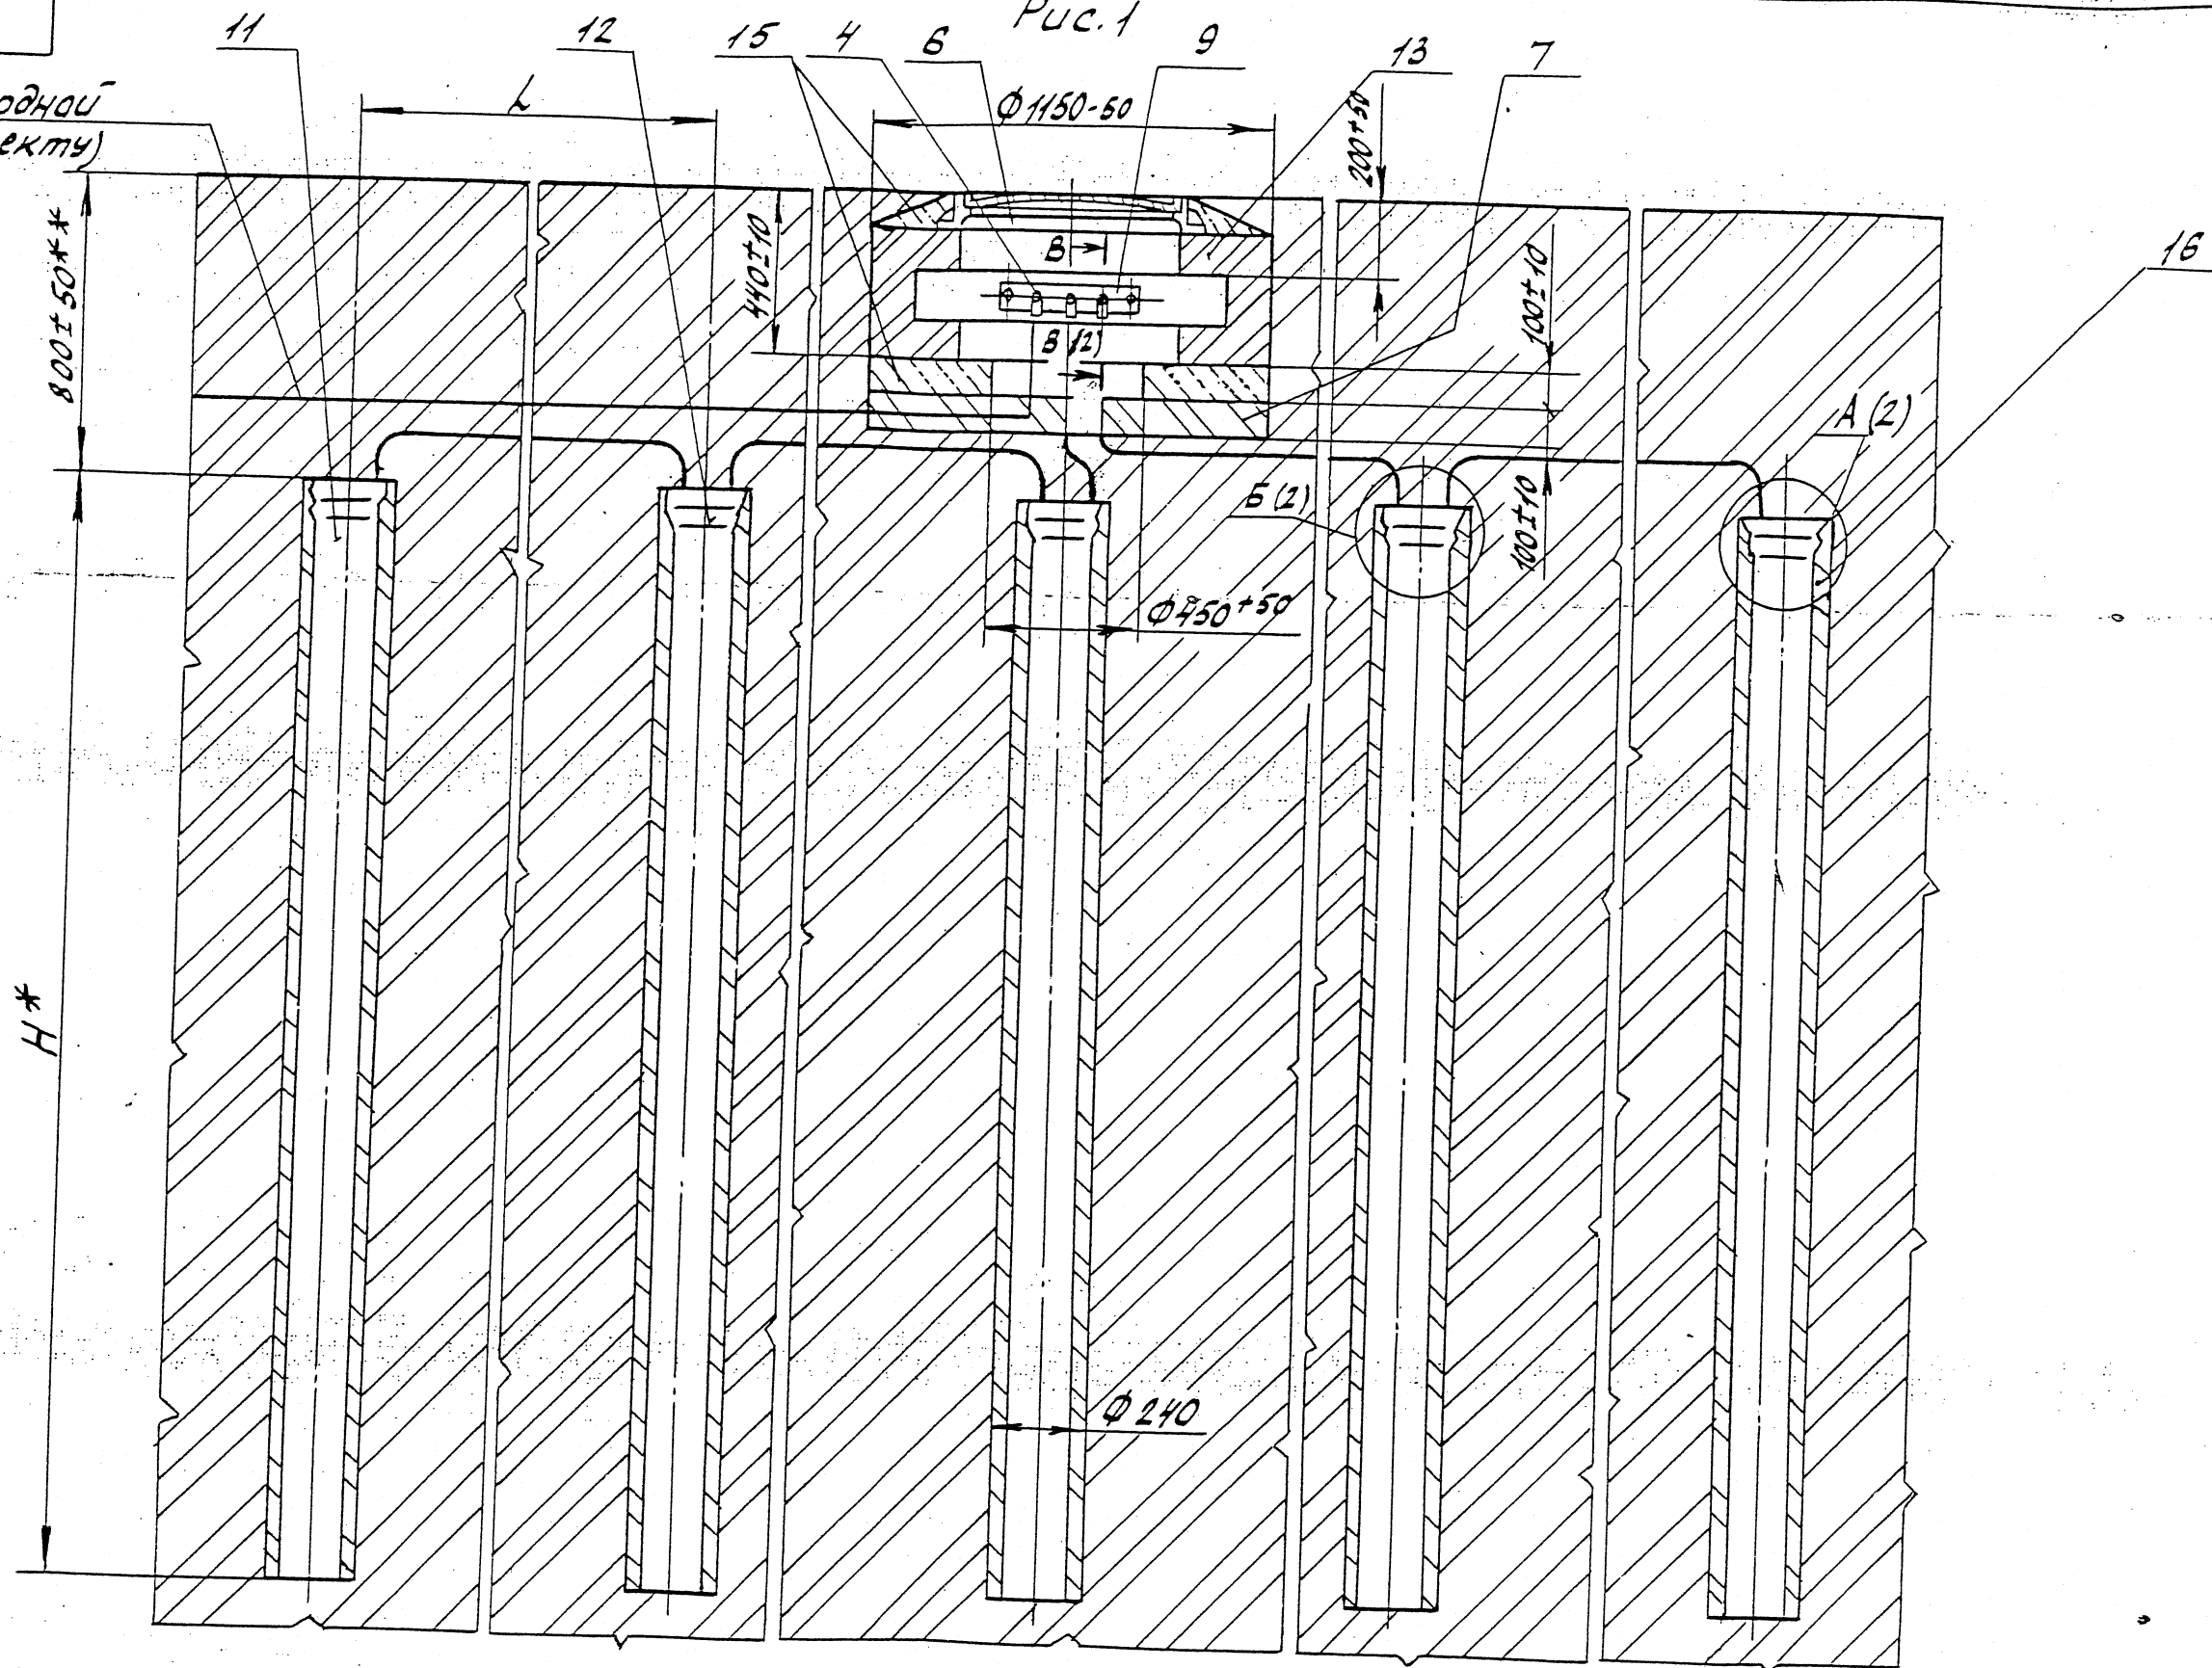 Рис. 1
11
12
15
4
6
9
13
7
одной
екту)
L
Ф1150-50
200+50
16
800±50**
440±10
В
100±10
В (2)
А (2)
Б (2)
100±10
Ф450+50
Н*
Ф240